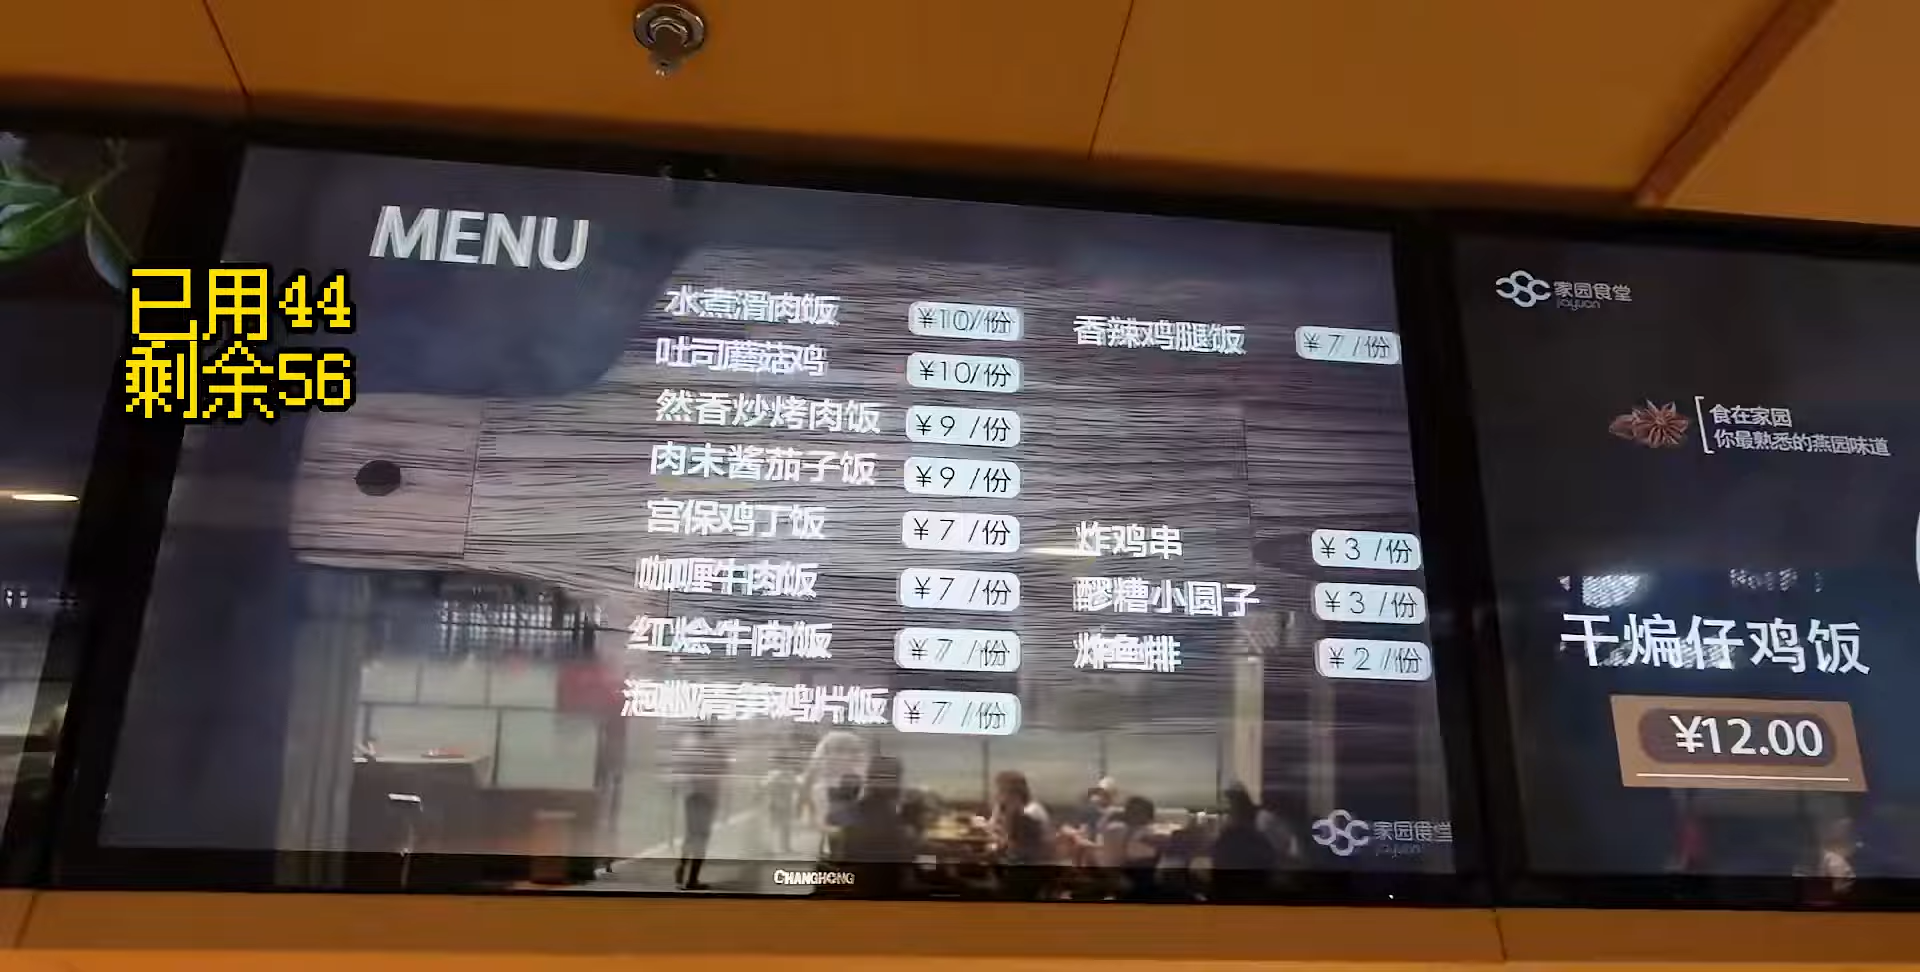 MENU
已用44
剩余56
水煮滑肉饭 ¥10/份
吐司蘑菇鸡 ¥10/份
然香炒烤肉饭 ¥9/份
肉末酱茄子饭 ¥9/份
宫保鸡丁饭 ¥7/份
咖喱牛肉饭 ¥7/份
红烩牛肉饭 ¥7/份
泡椒青笋鸡片饭 ¥7/份
香辣鸡腿饭 ¥7/份
炸鸡串 ¥3/份
醪糟小圆子 ¥3/份
炸鱼排 ¥2/份
家园食堂
jiayuan
CHANGHONG
家园食堂
jiayuan
食在家园
你最熟悉的燕园味道
干煸仔鸡饭
¥12.00